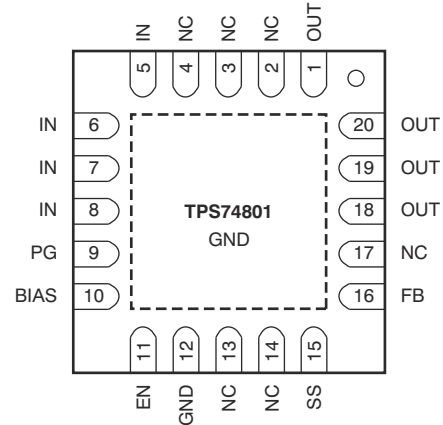 IN NC NC NC OUT
5 4 3 2 1
IN 6 20 OUT
IN 7 19 OUT
IN 8 18 OUT
TPS74801
GND
PG 9 17 NC
BIAS 10 16 FB
11 12 13 14 15
EN GND NC NC SS